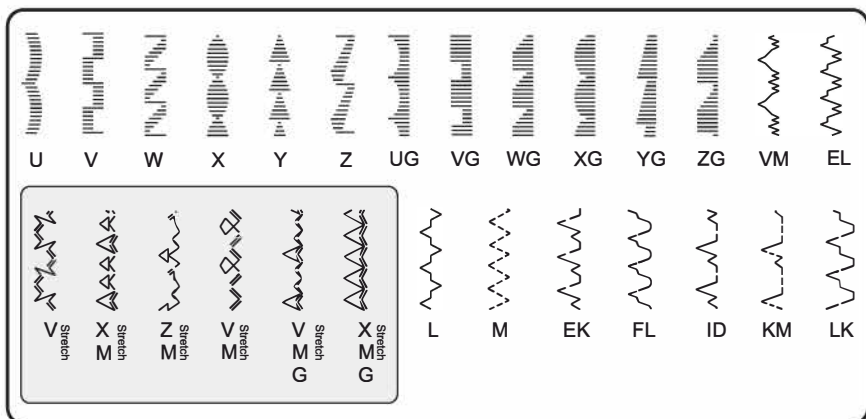 U V W X Y Z UG VG WG XG YG ZG VM EL
V Stretch X M Stretch Z M Stretch V M Stretch V M G Stretch X M G Stretch L M EK FL ID KM LK